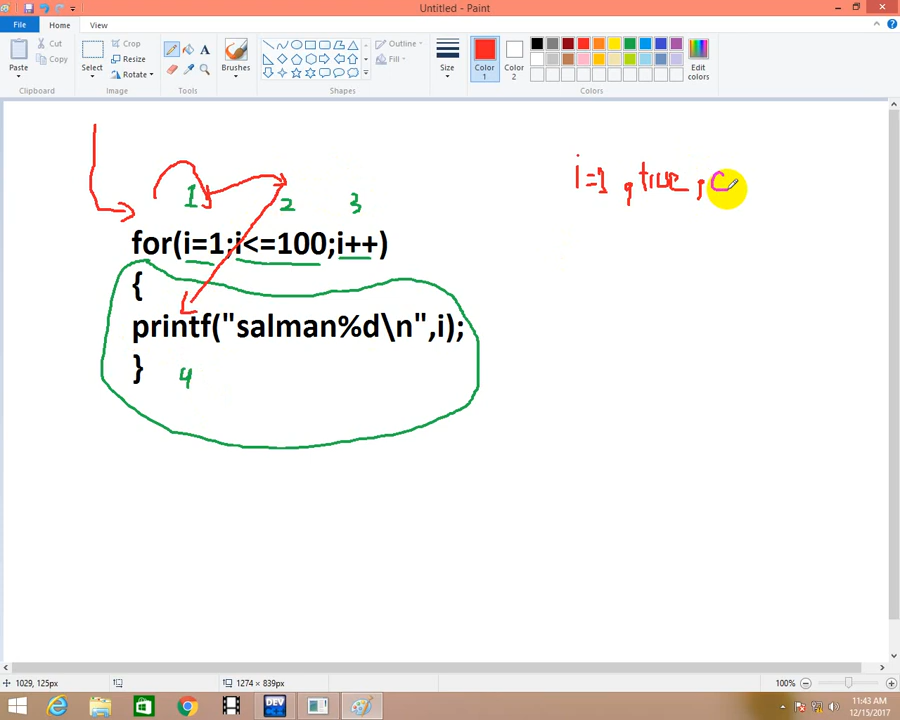 Untitled - Paint
File Home View
Paste Cut Copy Select Crop Resize Rotate Brushes Outline Fill Size Color 1 Color 2 Edit colors
Clipboard Image Tools Shapes Colors
i=1 , true ,
1 2 3
for(i=1;i<=100;i++)
{
printf("salman%d\n",i);
} 4
1029, 125px 1274 × 839px 100%
DEV 11:43 AM
12/15/2017